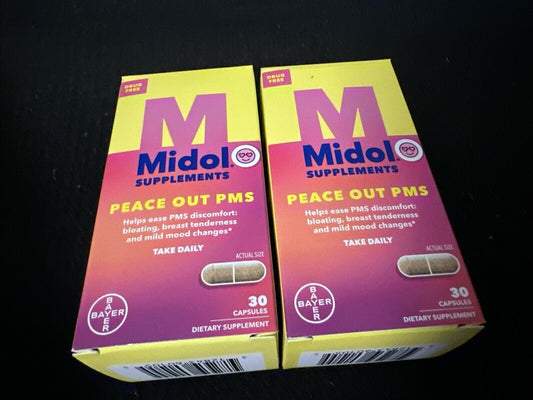 DRUG
FREE
M
Midol
SUPPLEMENTS
PEACE OUT PMS
Helps ease PMS discomfort:
bloating, breast tenderness
and mild mood changes*
TAKE DAILY
ACTUAL SIZE
BAYER
BAYER
30
CAPSULES
DIETARY SUPPLEMENT
DRUG
FREE
M
Midol
SUPPLEMENTS
PEACE OUT PMS
Helps ease PMS discomfort:
bloating, breast tenderness
and mild mood changes*
TAKE DAILY
ACTUAL SIZE
BAYER
BAYER
30
CAPSULES
DIETARY SUPPLEMENT